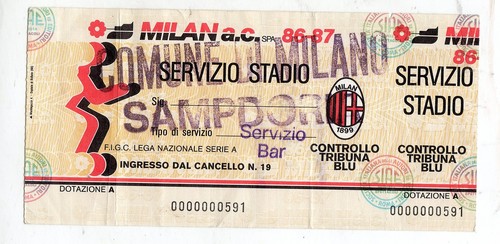 MILAN a.c. SPA 86-87
COMUNE DI MILANO
SERVIZIO STADIO
Sig.
SAMPDORIA
Tipo di servizio
Servizio
Bar
F.I.G.C. LEGA NAZIONALE SERIE A
INGRESSO DAL CANCELLO N. 19
DOTAZIONE A
0000000591
ACM
1899
CONTROLLO
TRIBUNA
BLU
MILAN
86-
SERVIZIO
STADIO
CONTROLLO
TRIBUNA
BLU
SIAE
DOTAZIONE A
0000000591